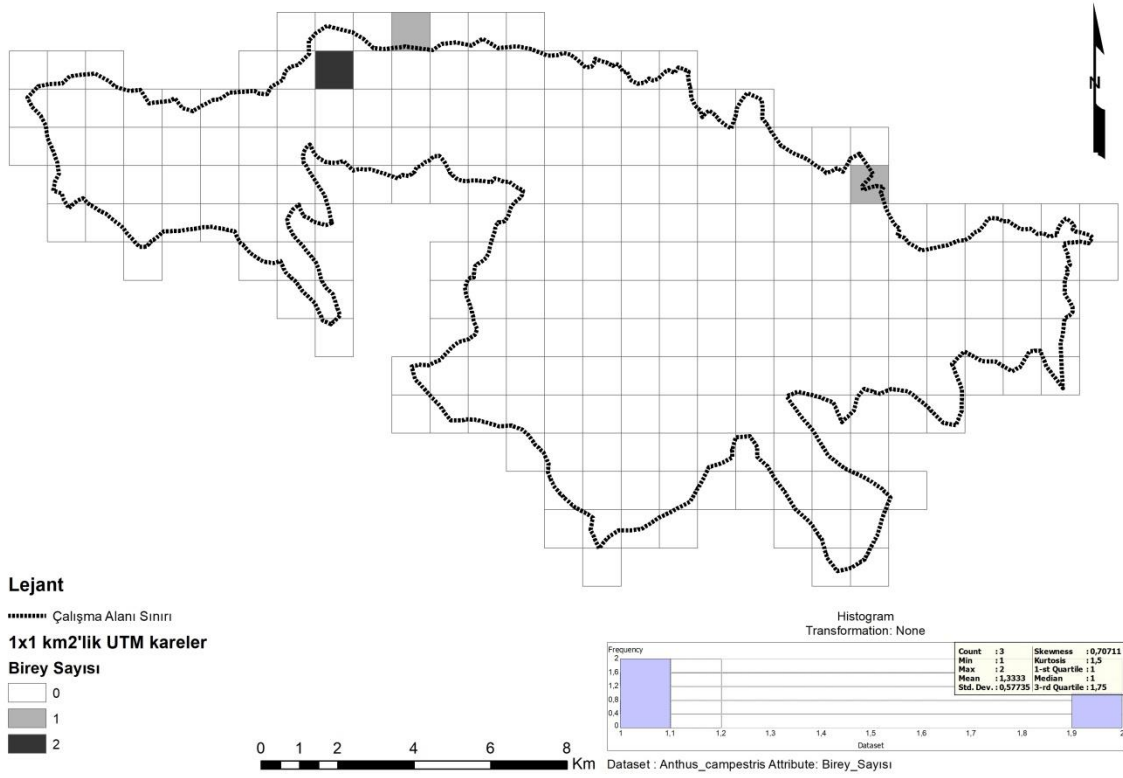 N
Lejant
Çalışma Alanı Sınırı
1x1 km2'lik UTM kareler
Birey Sayısı
0
1
2
0 1 2 4 6 8
Km
Histogram
Transformation: None
Frequency
2
1,6
1,2
0,8
0,4
0
1 1,1 1,2 1,3 1,4 1,5 1,6 1,7 1,8 1,9 2
Dataset
Count : 3 Skewness : 0,70711
Min : 1 Kurtosis : 1,5
Max : 2 1-st Quartile : 1
Mean : 1,3333 Median : 1
Std. Dev. : 0,57735 3-rd Quartile : 1,75
Dataset : Anthus_campestris Attribute: Birey_Sayısı